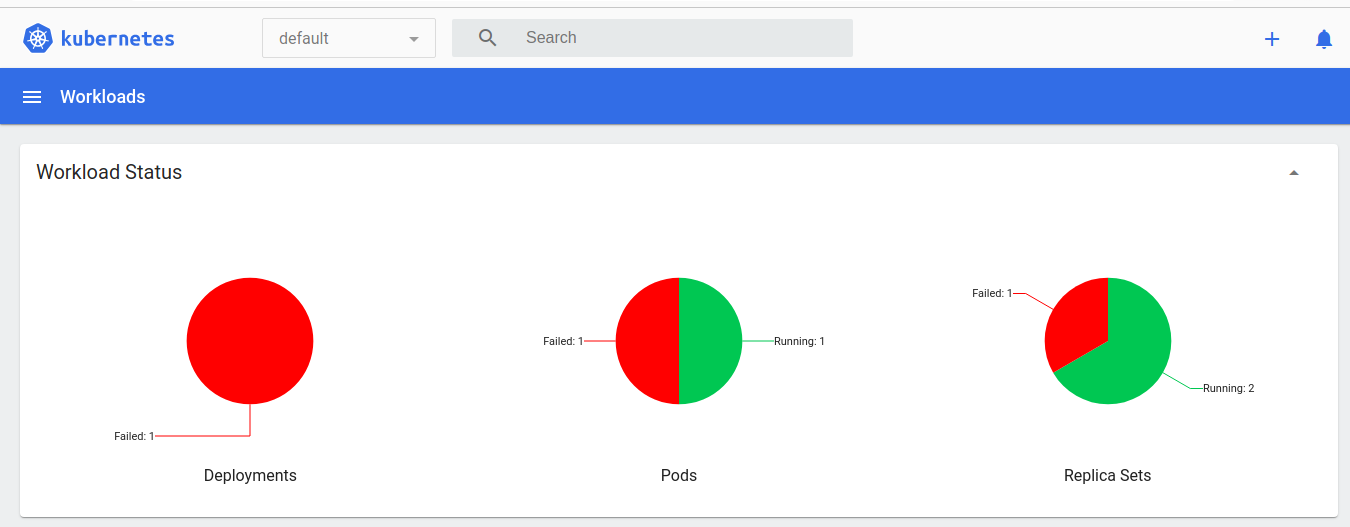 kubernetes
default
Search
Workloads
Workload Status
Failed: 1
Deployments
Failed: 1
Running: 1
Pods
Failed: 1
Running: 2
Replica Sets